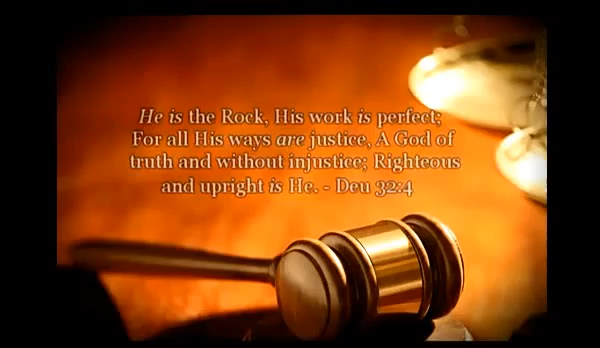 He is the Rock, His work is perfect;
For all His ways are justice, A God of
truth and without injustice; Righteous
and upright is He. - Deu 32:4